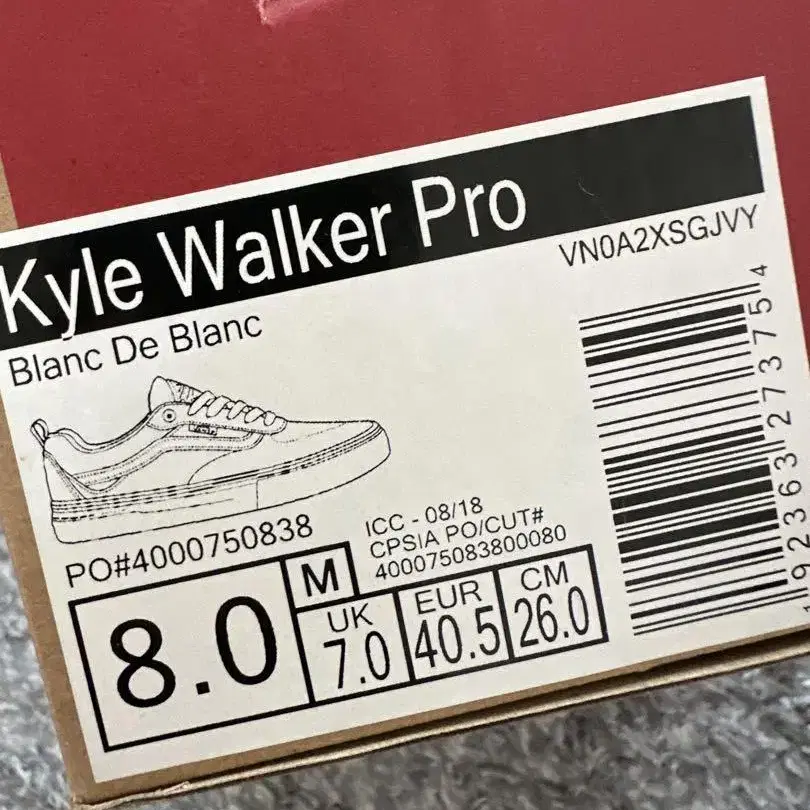 Kyle Walker Pro
VN0A2XSGJVY
Blanc De Blanc
PO#4000750838
ICC - 08/18
CPSIA PO/CUT#
400075083800080
8.0
M
UK
7.0
EUR
40.5
CM
26.0
92363 27375 4